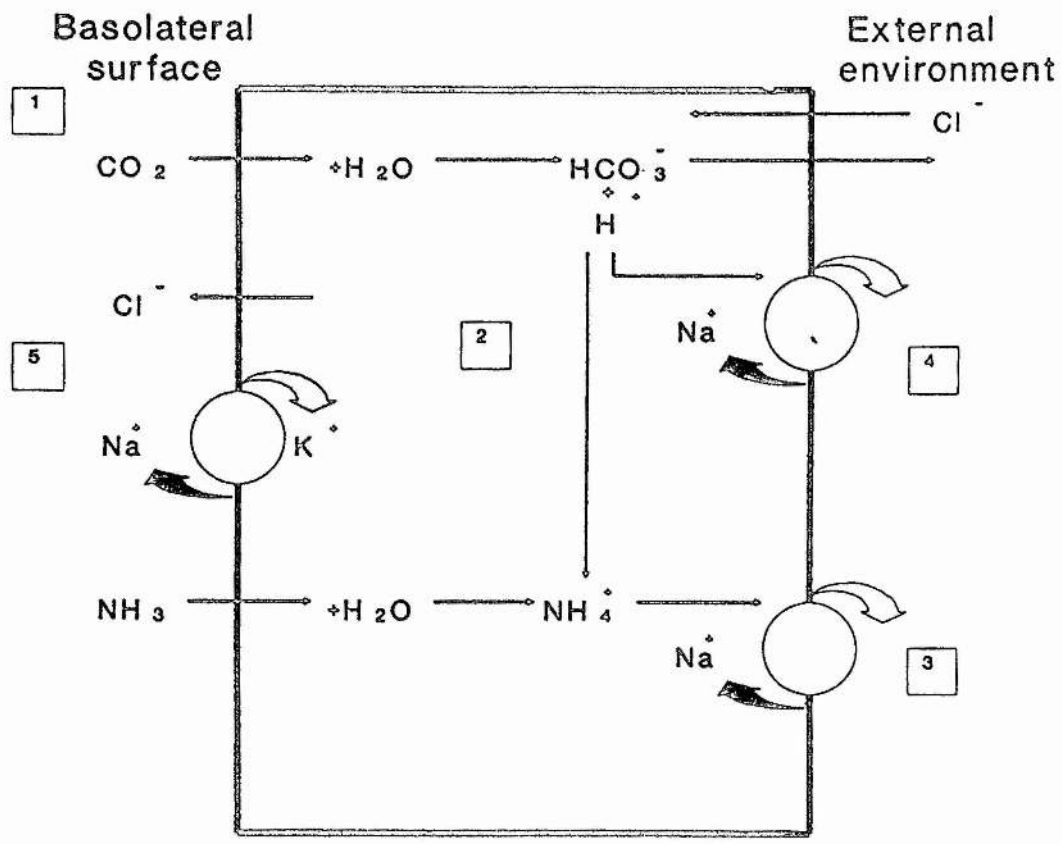 Basolateral
surface
External
environment
1
Cl⁻
CO₂ +H₂O HCO₃⁻
+
H⁺
Cl⁻
2
Na⁺
5
4
Na⁺ K⁺
NH₃ +H₂O NH₄⁺
Na⁺
3